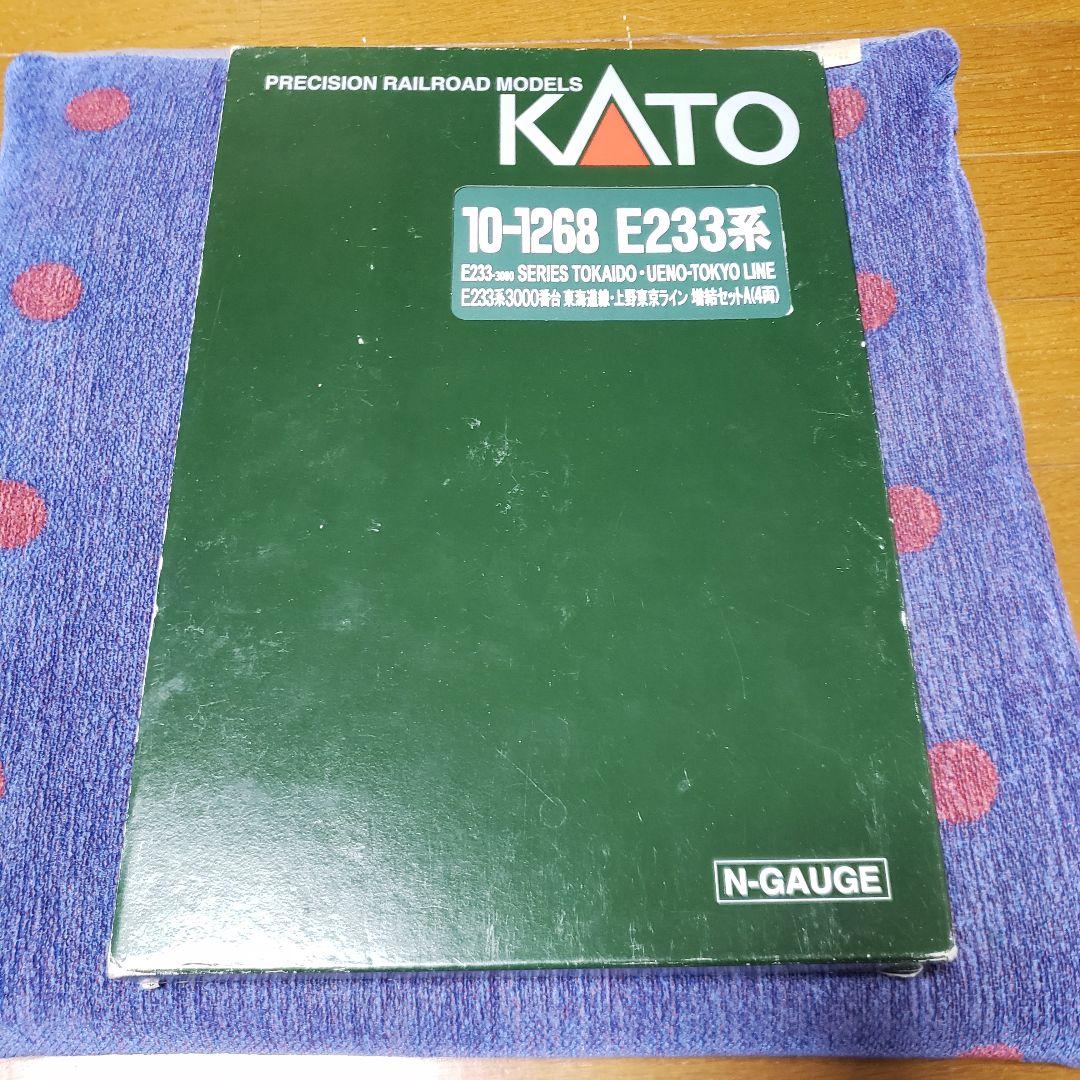 PRECISION RAILROAD MODELS
KATO
10-1268 E233系
E233-3000 SERIES TOKAIDO・UENO-TOKYO LINE
E233系3000番台 東海道線・上野東京ライン 増結セットA(4両)
N-GAUGE